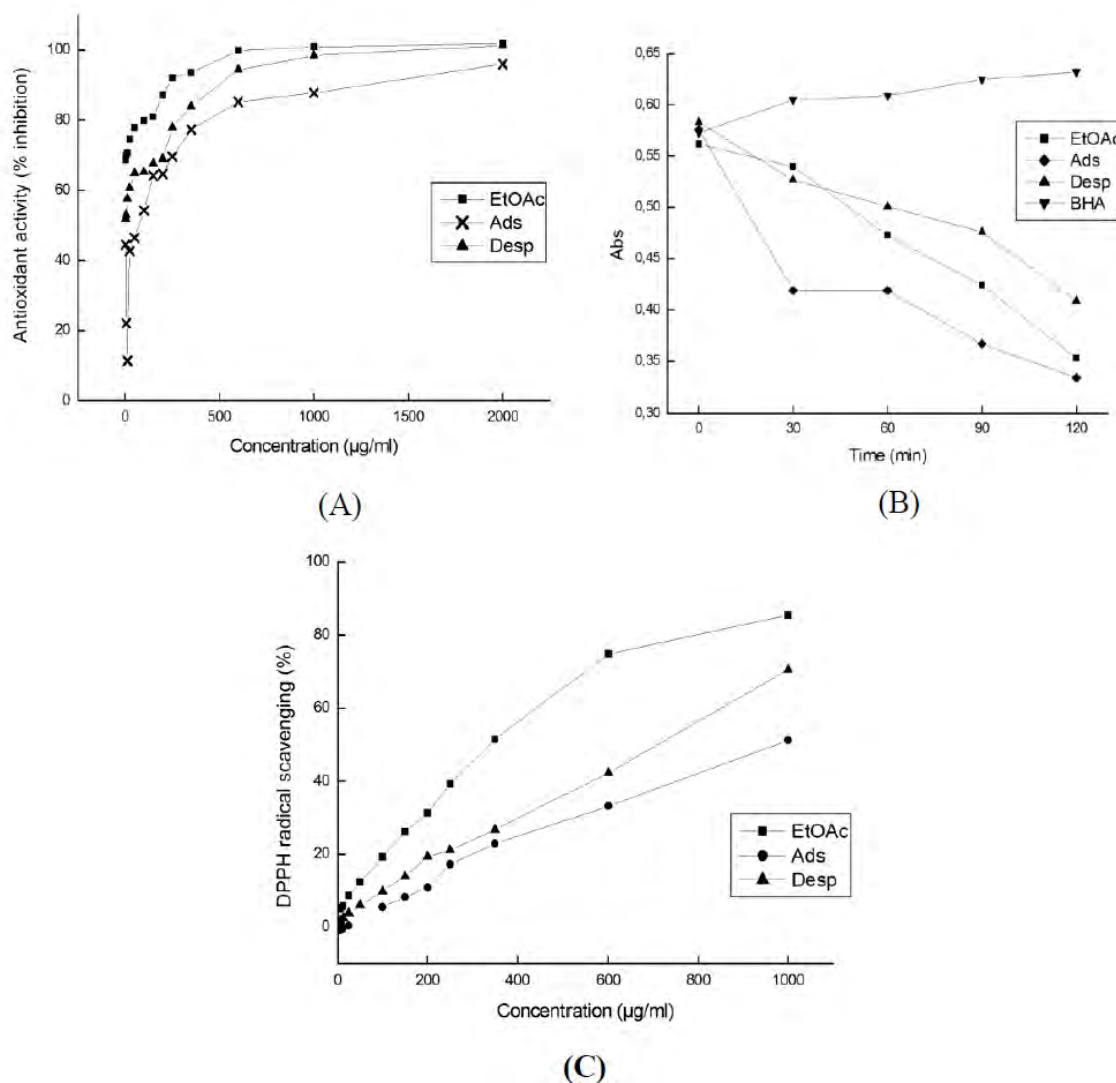 Antioxidant activity (% inhibition)
100
80
60
40
20
0
0
500
1000
1500
2000
Concentration (µg/ml)
EtOAc
Ads
Desp
(A)
Abs
0,65
0,60
0,55
0,50
0,45
0,40
0,35
0,30
0
30
60
90
120
Time (min)
EtOAc
Ads
Desp
BHA
(B)
DPPH radical scavenging (%)
100
80
60
40
20
0
0
200
400
600
800
1000
Concentration (µg/ml)
EtOAc
Ads
Desp
(C)